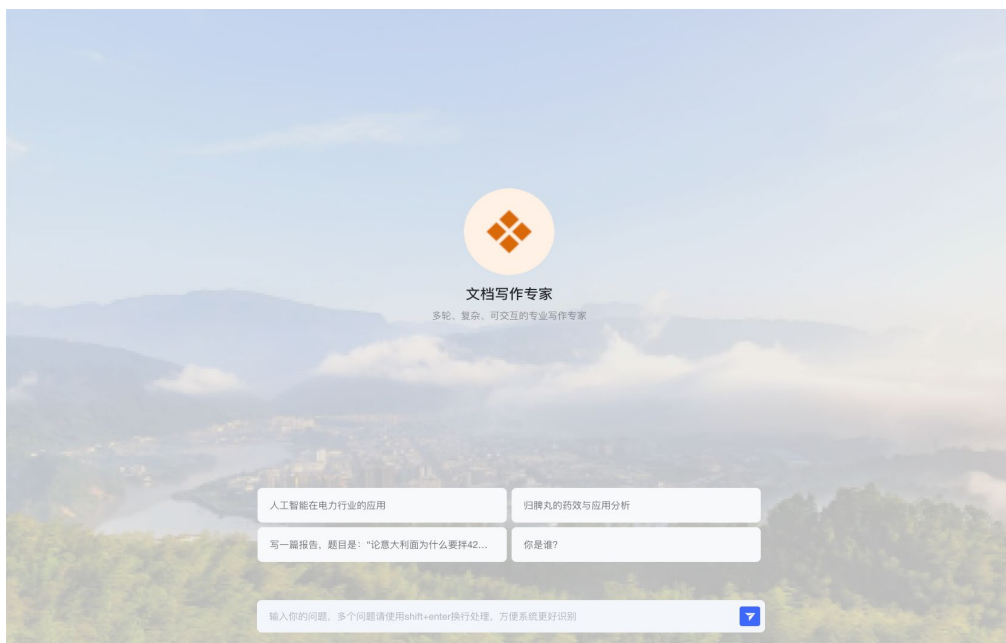 文档写作专家
多轮、复杂、可交互的专业写作专家
人工智能在电力行业的应用
归脾丸的药效与应用分析
写一篇报告，题目是：“论意大利面为什么要拌42...
你是谁?
输入你的问题，多个问题请使用shift+enter换行处理，方便系统更好识别